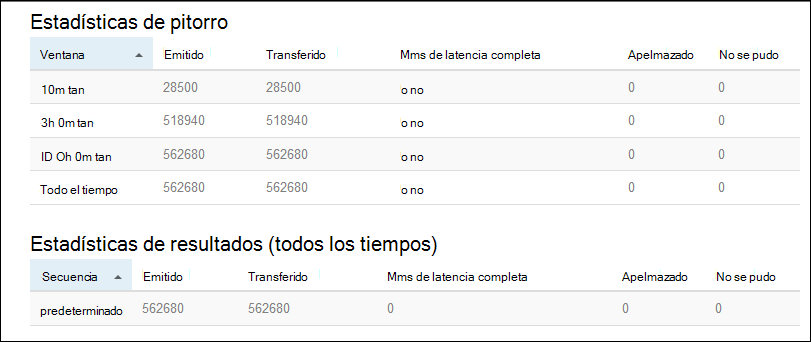 Estadísticas de pitorro
Ventana Emitido Transferido Mms de latencia completa Apelmazado No se pudo
10m tan 28500 28500 o no 0 0
3h 0m tan 518940 518940 o no 0 0
ID Oh 0m tan 562680 562680 o no 0 0
Todo el tiempo 562680 562680 o no 0 0
Estadísticas de resultados (todos los tiempos)
Secuencia Emitido Transferido Mms de latencia completa Apelmazado No se pudo
predeterminado 562680 562680 0 0 0